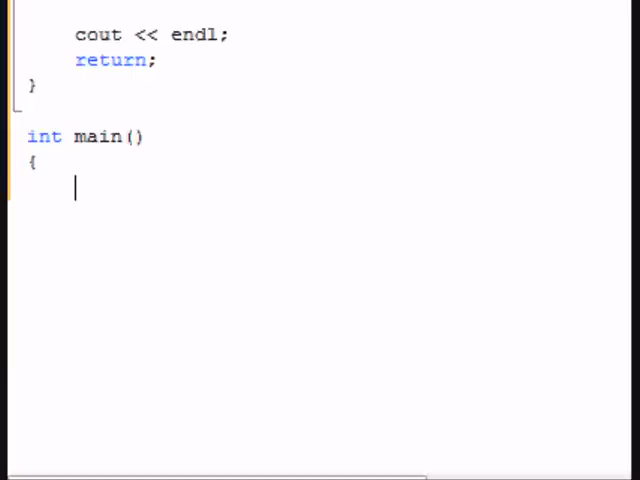 cout << endl;
return;
}
int main()
{